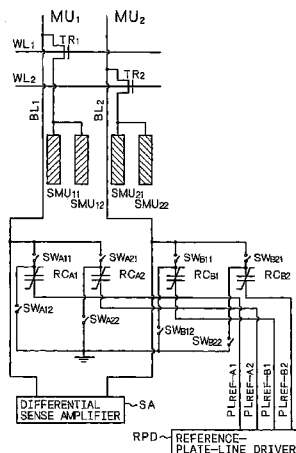 MU1 MU2
WL1 TR1
WL2 TR2
BL1 BL2
SMU11 SMU21
SMU12 SMU22
SWA11 SWA21 SWB11 SWB21
RCA1 RCA2 RCB1 RCB2
SWA12 SWA22 SWB12 SWB22
PLREF-A1
PLREF-A2
PLREF-B1
PLREF-B2
DIFFERENTIAL SA
SENSE AMPLIFIER
RPD REFERENCE-
PLATE-LINE DRIVER